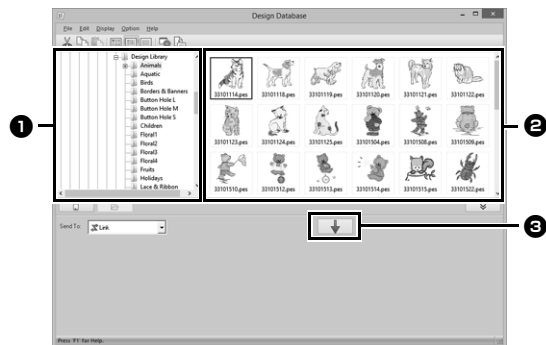 Design Database
File Edit Display Option Help
Design Library
Animals
Aquatic
Birds
Borders & Banners
Button Hole L
Button Hole M
Button Hole S
Children
Floral1
Floral2
Floral3
Floral4
Fruits
Holidays
Lace & Ribbon
33101114.pes 33101118.pes 33101119.pes 33101120.pes 33101121.pes 33101122.pes
33101123.pes 33101124.pes 33101125.pes 33101504.pes 33101508.pes 33101509.pes
33101510.pes 33101512.pes 33101513.pes 33101514.pes 33101515.pes 33101522.pes
1
2
Send To: Link
3
Press 'F1' for Help.